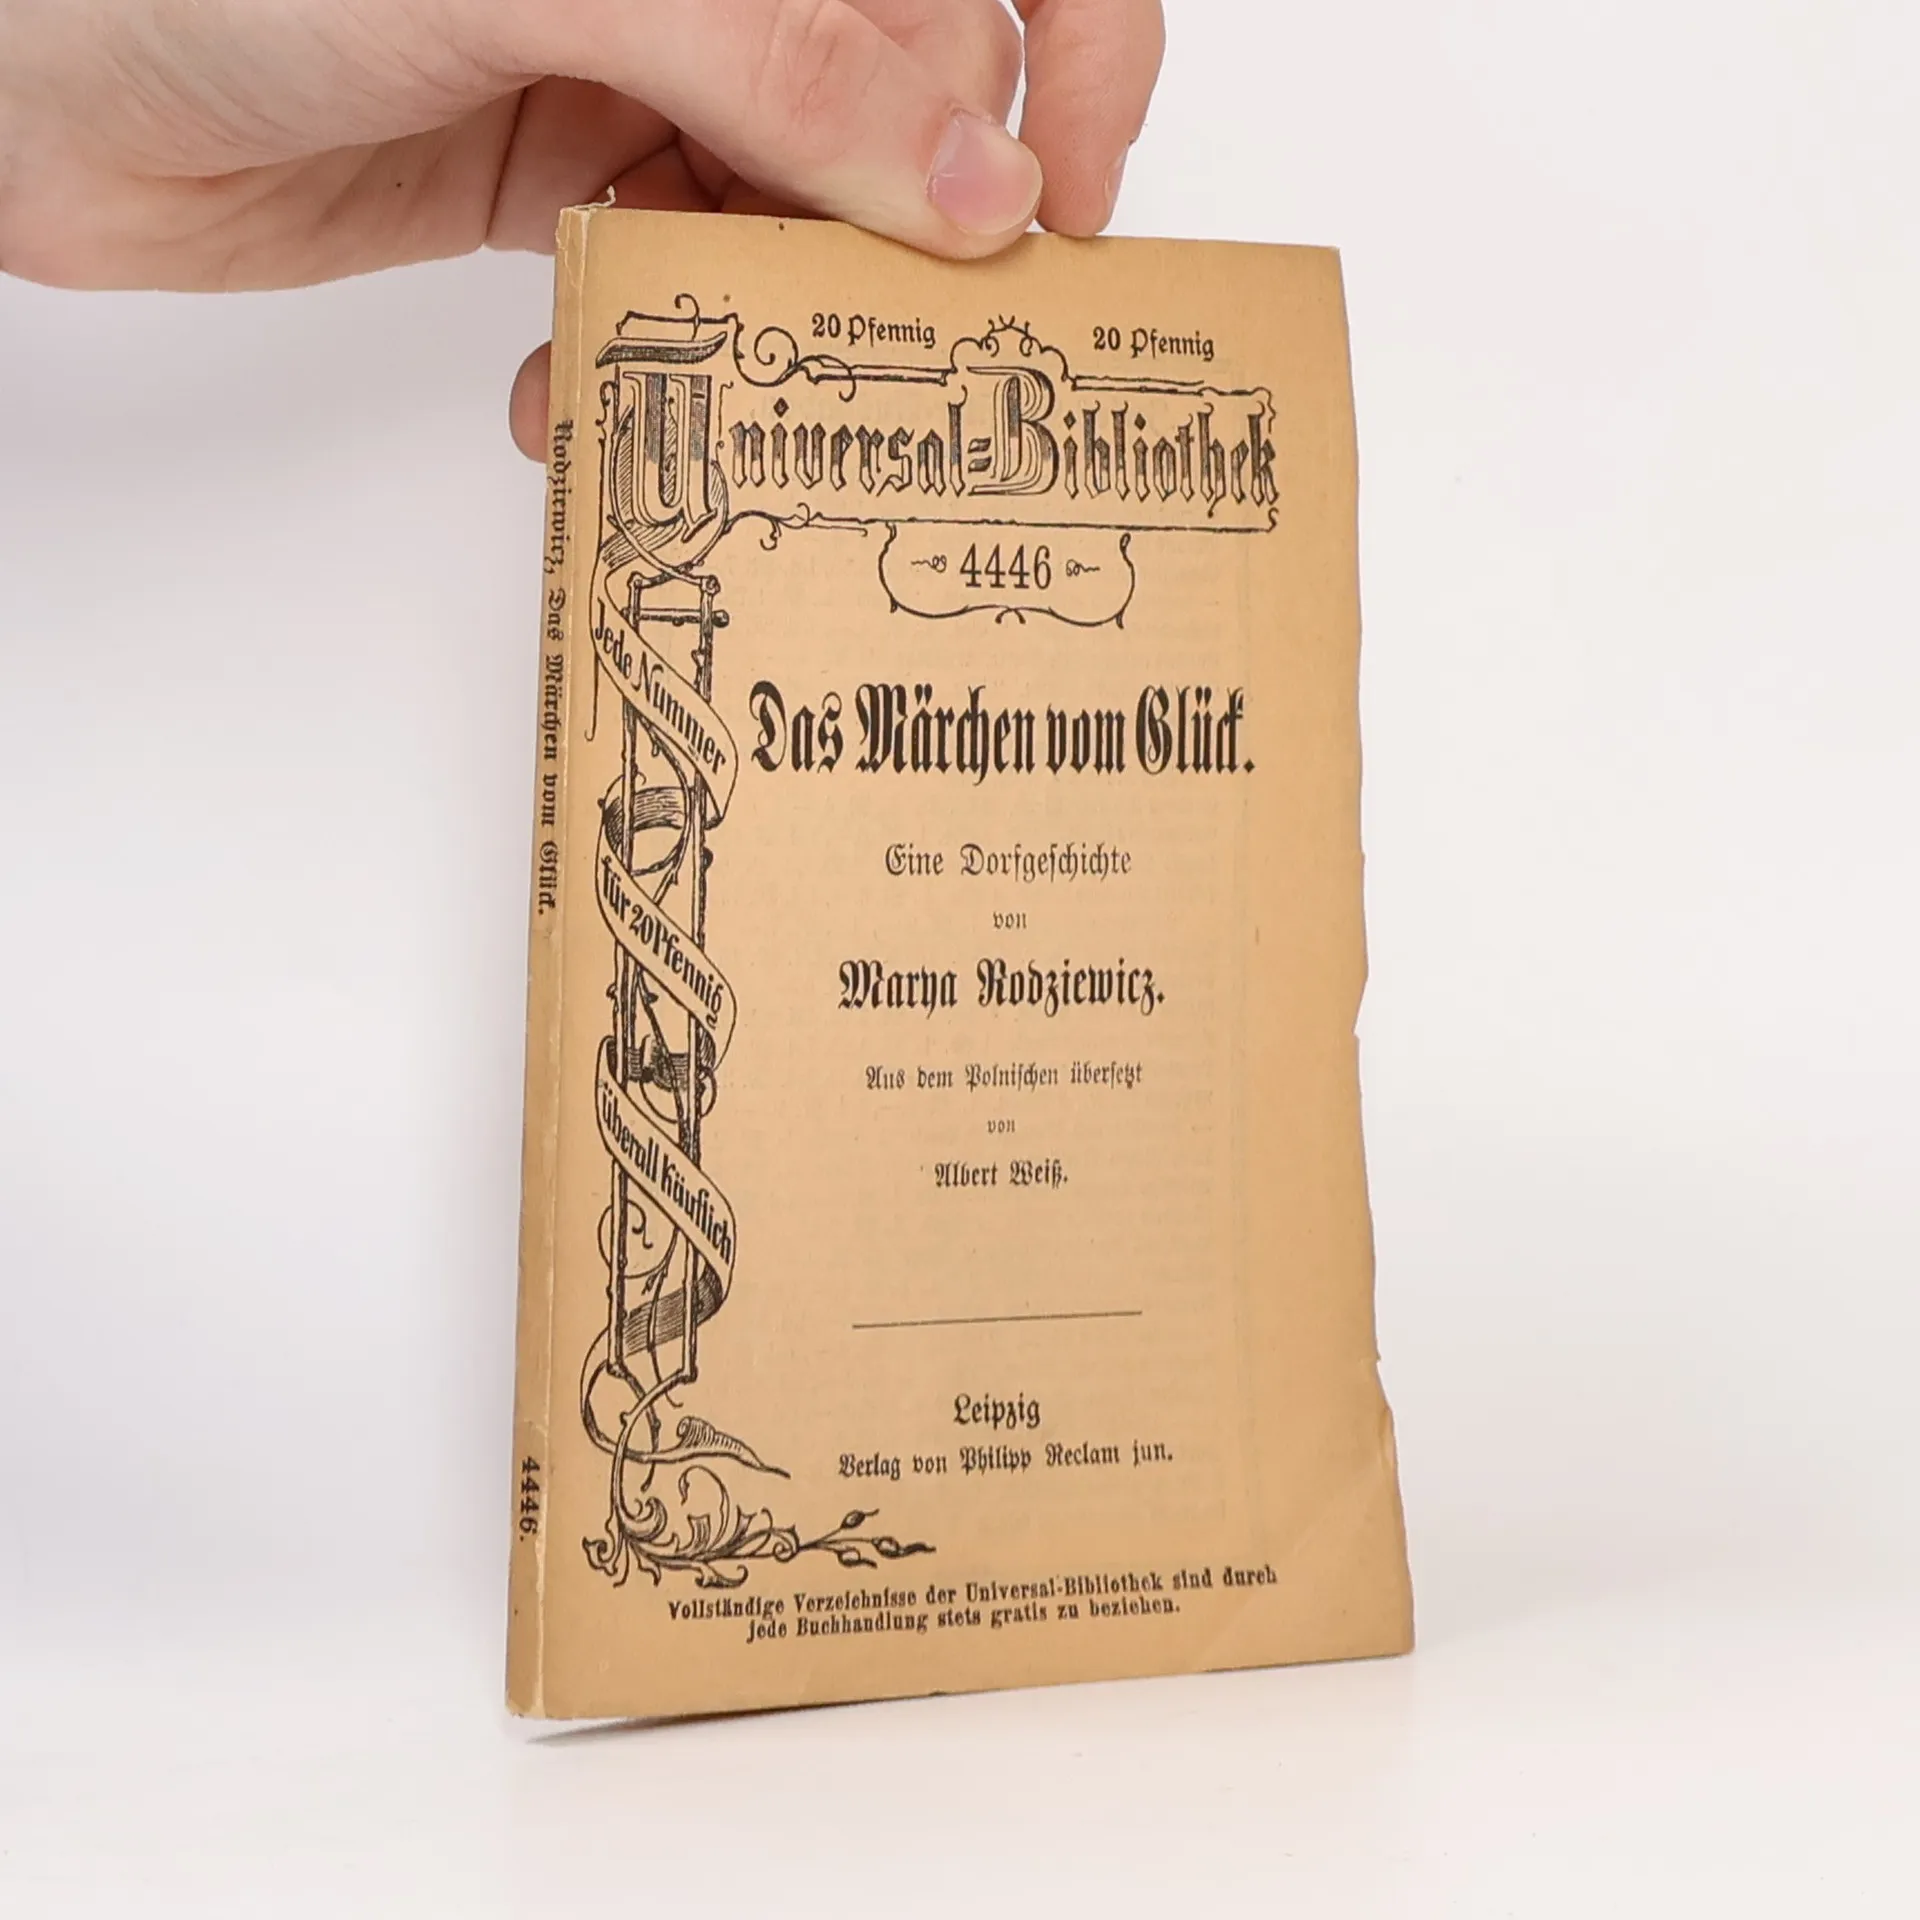 20 Pfennig 20 Pfennig
Universal=Bibliothek
4446
Das Märchen vom Glück.
Eine Dorfgeschichte
von
Marya Rodziewicz.
Aus dem Polnischen übersetzt
von
Albert Weiß.
Leipzig
Verlag von Philipp Reclam jun.
Jede Nummer
für 20 Pfennig
überall käuflich
Vollständige Verzeichnisse der Universal-Bibliothek sind durch
jede Buchhandlung stets gratis zu beziehen.
Rodziewicz, Das Märchen vom Glück.
4446.